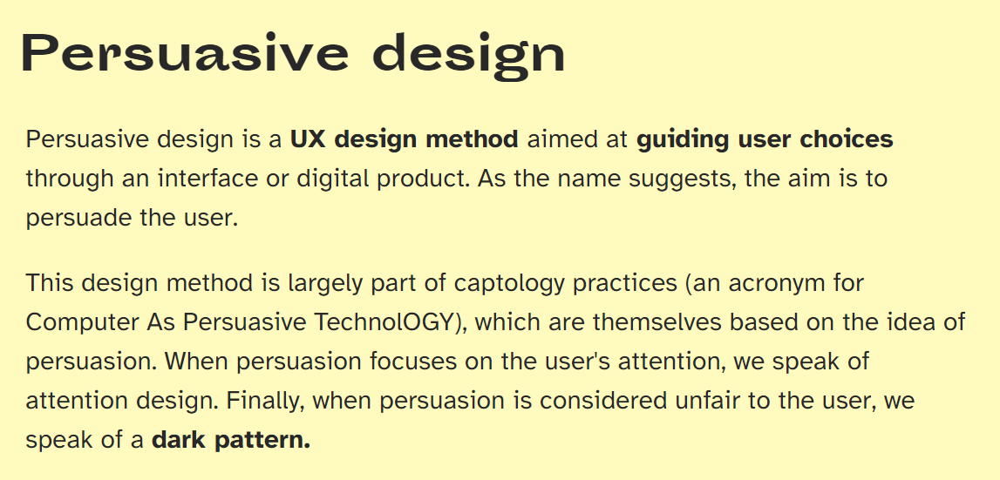 Persuasive design
Persuasive design is a UX design method aimed at guiding user choices
through an interface or digital product. As the name suggests, the aim is to
persuade the user.
This design method is largely part of captology practices (an acronym for
Computer As Persuasive TechnolOGY), which are themselves based on the idea of
persuasion. When persuasion focuses on the user's attention, we speak of
attention design. Finally, when persuasion is considered unfair to the user, we
speak of a dark pattern.